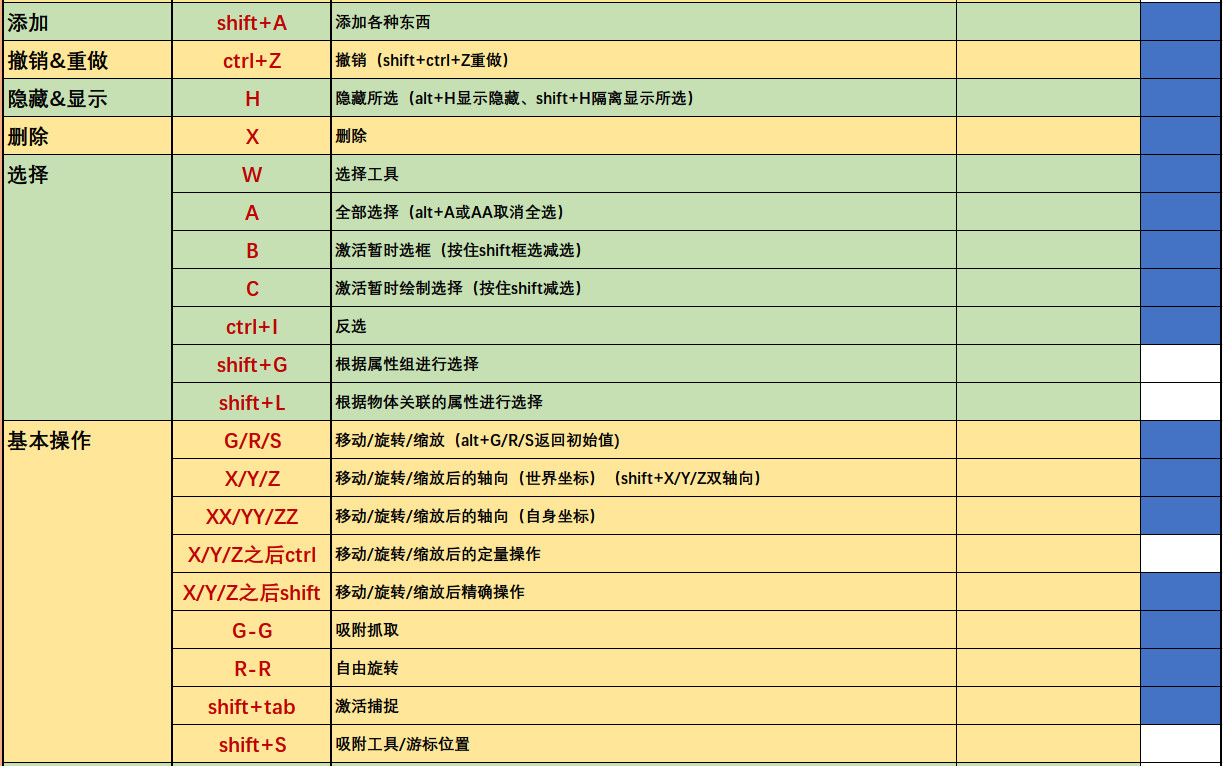 添加 shift+A 添加各种东西
撤销&重做 ctrl+Z 撤销（shift+ctrl+Z重做）
隐藏&显示 H 隐藏所选（alt+H显示隐藏、shift+H隔离显示所选）
删除 X 删除
选择 W 选择工具
A 全部选择（alt+A或AA取消全选）
B 激活暂时选框（按住shift框选减选）
C 激活暂时绘制选择（按住shift减选）
ctrl+I 反选
shift+G 根据属性组进行选择
shift+L 根据物体关联的属性进行选择
基本操作 G/R/S 移动/旋转/缩放（alt+G/R/S返回初始值)
X/Y/Z 移动/旋转/缩放后的轴向（世界坐标）（shift+X/Y/Z双轴向）
XX/YY/ZZ 移动/旋转/缩放后的轴向（自身坐标）
X/Y/Z之后ctrl 移动/旋转/缩放后的定量操作
X/Y/Z之后shift 移动/旋转/缩放后精确操作
G-G 吸附抓取
R-R 自由旋转
shift+tab 激活捕捉
shift+S 吸附工具/游标位置